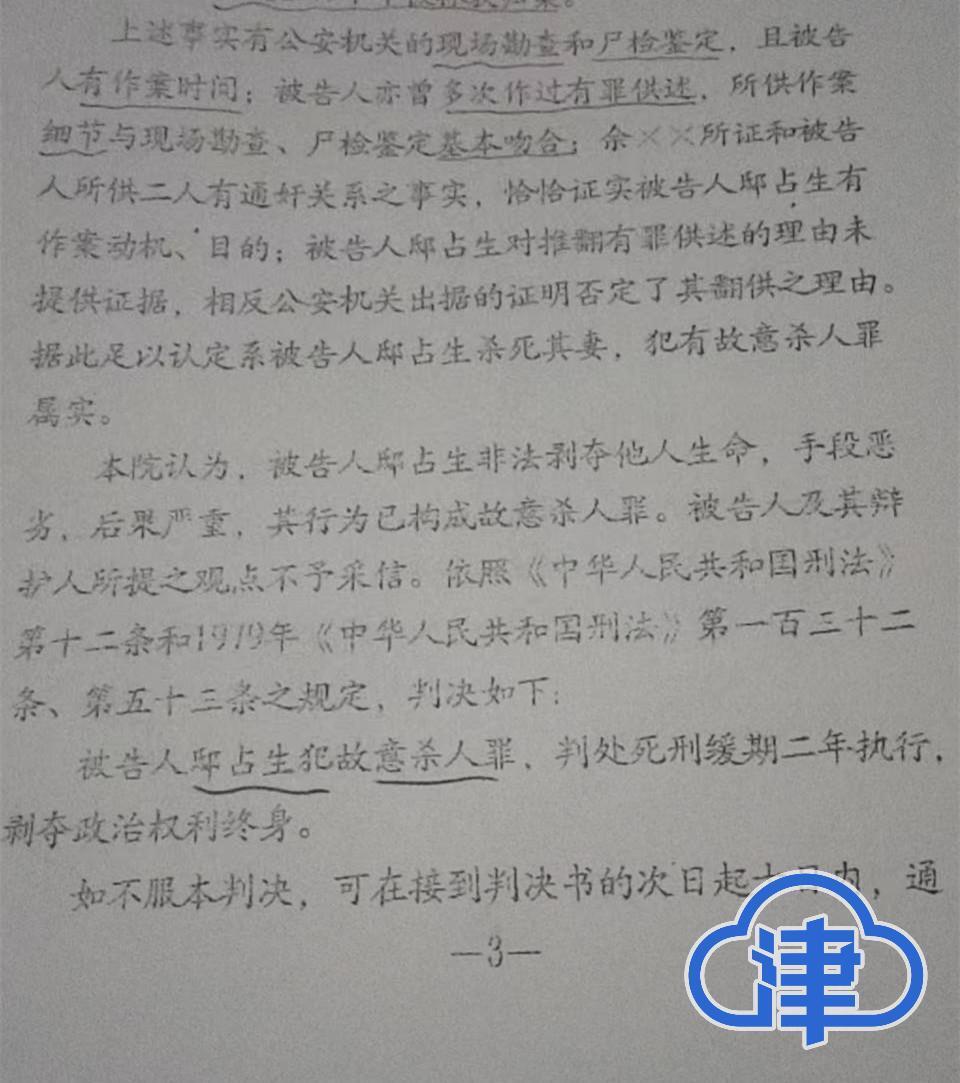 上述事实有公安机关的现场勘查和尸检鉴定，且被告
人有作案时间；被告人亦曾多次作过有罪供述，所供作案
细节与现场勘查、尸检鉴定基本吻合；余××所证和被告
人所供二人有通奸关系之事实，恰恰证实被告人邸占生有
作案动机、目的；被告人邸占生对推翻有罪供述的理由未
提供证据，相反公安机关出据的证明否定了其翻供之理由。
据此足以认定系被告人邸占生杀死其妻，犯有故意杀人罪
属实。
本院认为，被告人邸占生非法剥夺他人生命，手段恶
劣，后果严重，其行为已构成故意杀人罪。被告人及其辩
护人所提之观点不予采信。依照《中华人民共和国刑法》
第十二条和1979年《中华人民共和国刑法》第一百三十二
条、第五十三条之规定，判决如下：
被告人邸占生犯故意杀人罪，判处死刑缓期二年执行，
剥夺政治权利终身。
如不服本判决，可在接到判决书的次日起十日内，通
—3—
津